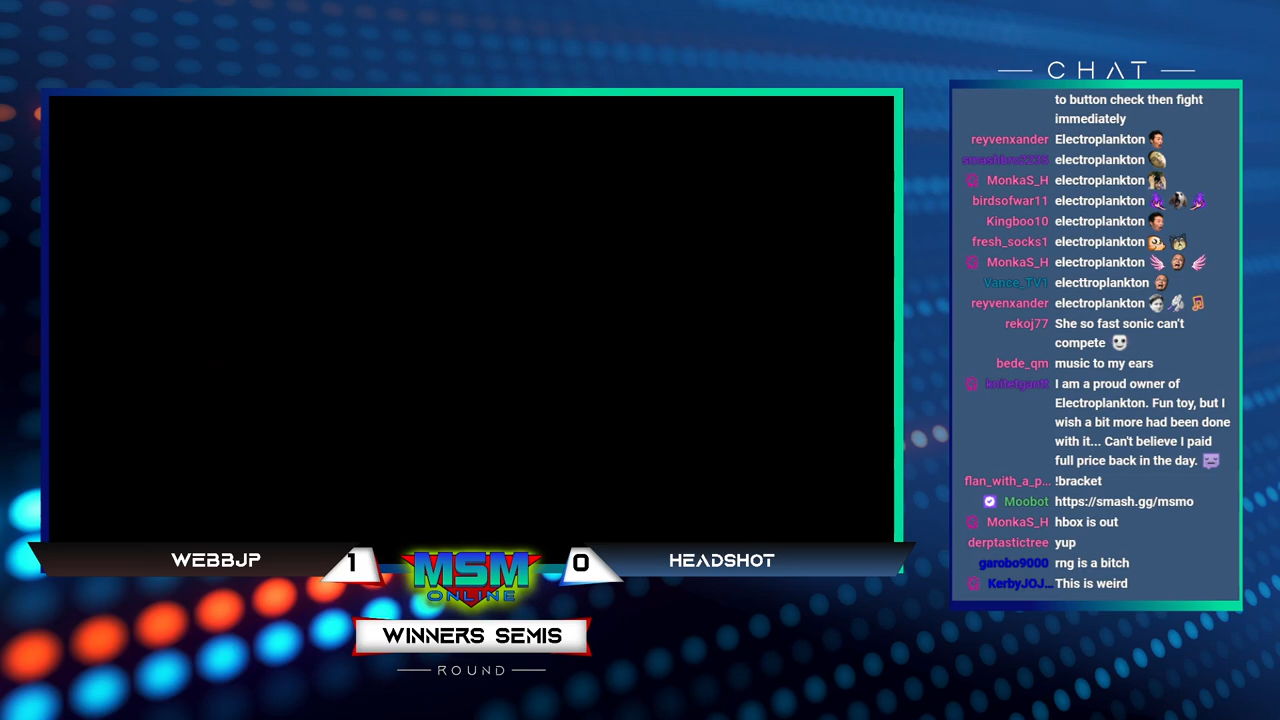 CHAT
to button check then fight
immediately
reyvenxander Electroplankton
electroplankton
MonkaS_H electroplankton
birdsofwar11 electroplankton
Kingboo10 electroplankton
fresh_socks1 electroplankton
MonkaS_H electroplankton
Vance_TV1 electtroplankton
reyvenxander electroplankton
rekoj77 She so fast sonic can't
compete
bede_qm music to my ears
I am a proud owner of
Electroplankton. Fun toy, but I
wish a bit more had been done
with it... Can't believe I paid
full price back in the day.
flan_with_a_p... !bracket
Moobot https://smash.gg/msmo
MonkaS_H hbox is out
derptastictree yup
garobo9000 rng is a bitch
KerbyJOJ... This is weird
WEBBJP 1 MSM 0 HEADSHOT
ONLINE
WINNERS SEMIS
ROUND